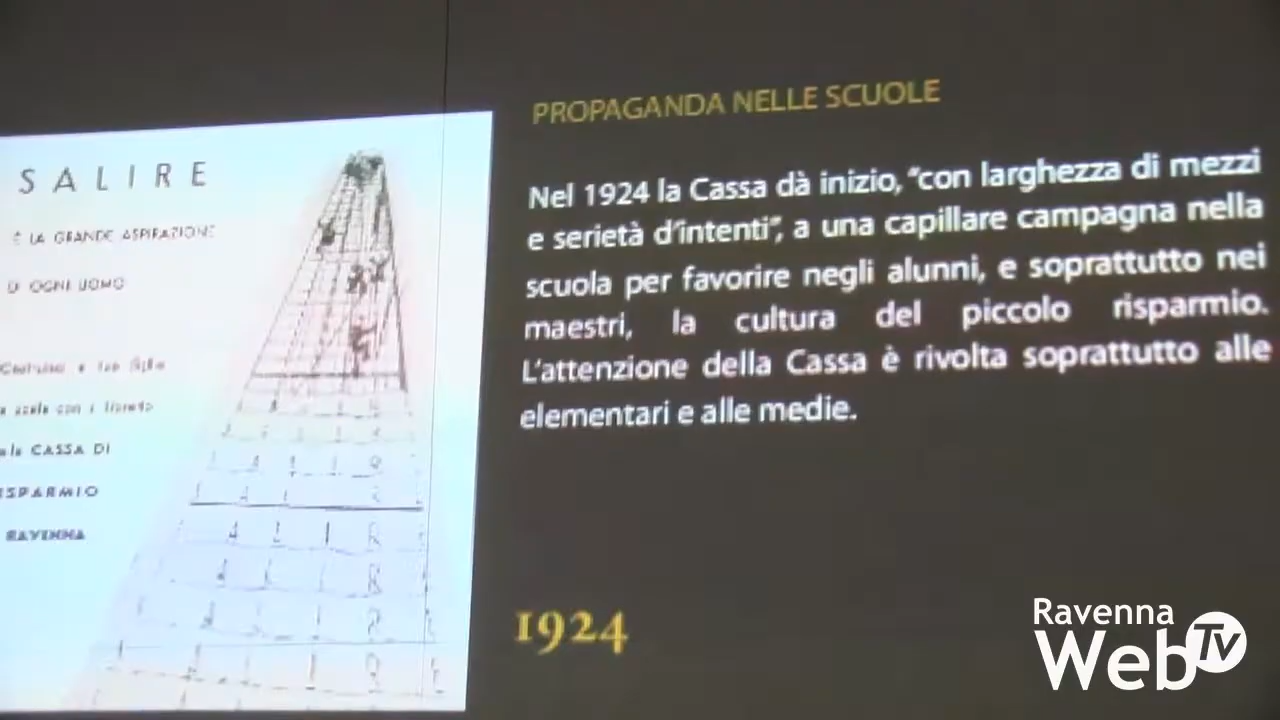 SALIRE
È LA GRANDE ASPIRAZIONE
DI OGNI UOMO
CASSA DI
RISPARMIO
RAVENNA
PROPAGANDA NELLE SCUOLE
Nel 1924 la Cassa dà inizio, “con larghezza di mezzi
e serietà d’intenti”, a una capillare campagna nella
scuola per favorire negli alunni, e soprattutto nei
maestri, la cultura del piccolo risparmio.
L’attenzione della Cassa è rivolta soprattutto alle
elementari e alle medie.
1924
Ravenna
WebTV